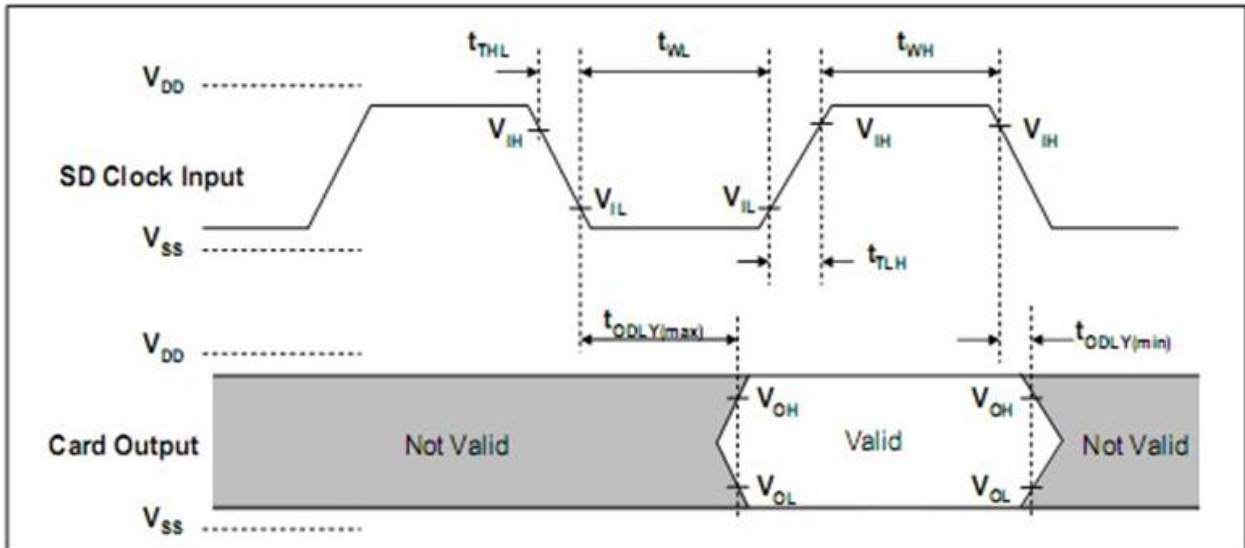 tTHL tWL tWH
VDD
VIH VIH VIH
SD Clock Input
VIL VIL
VSS
tTLH
tODLY(max) tODLY(min)
VDD
VOH VOH
Card Output Not Valid Valid Not Valid
VOL VOL
VSS